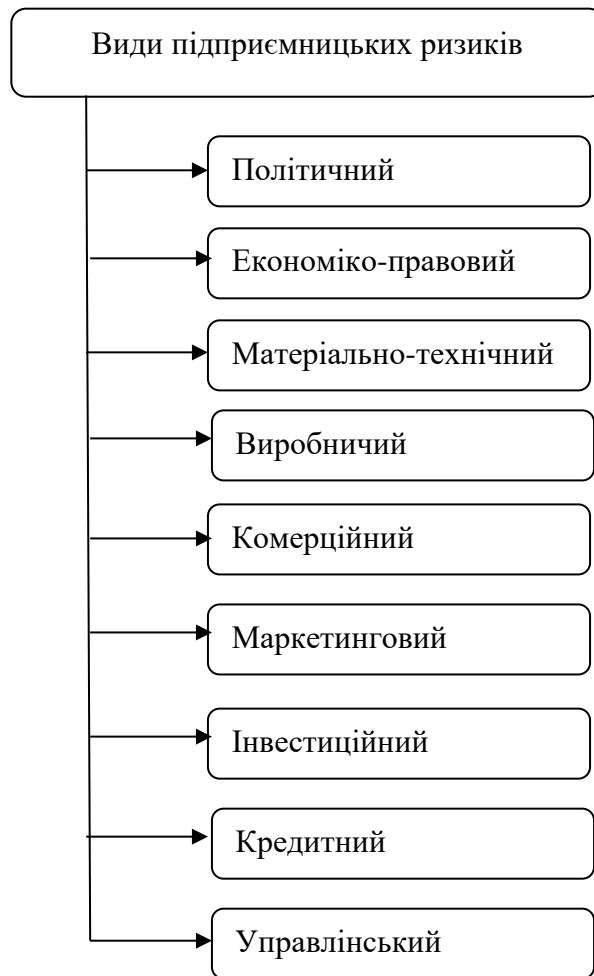 Види підприємницьких ризиків
Політичний
Економіко-правовий
Матеріально-технічний
Виробничий
Комерційний
Маркетинговий
Інвестиційний
Кредитний
Управлінський